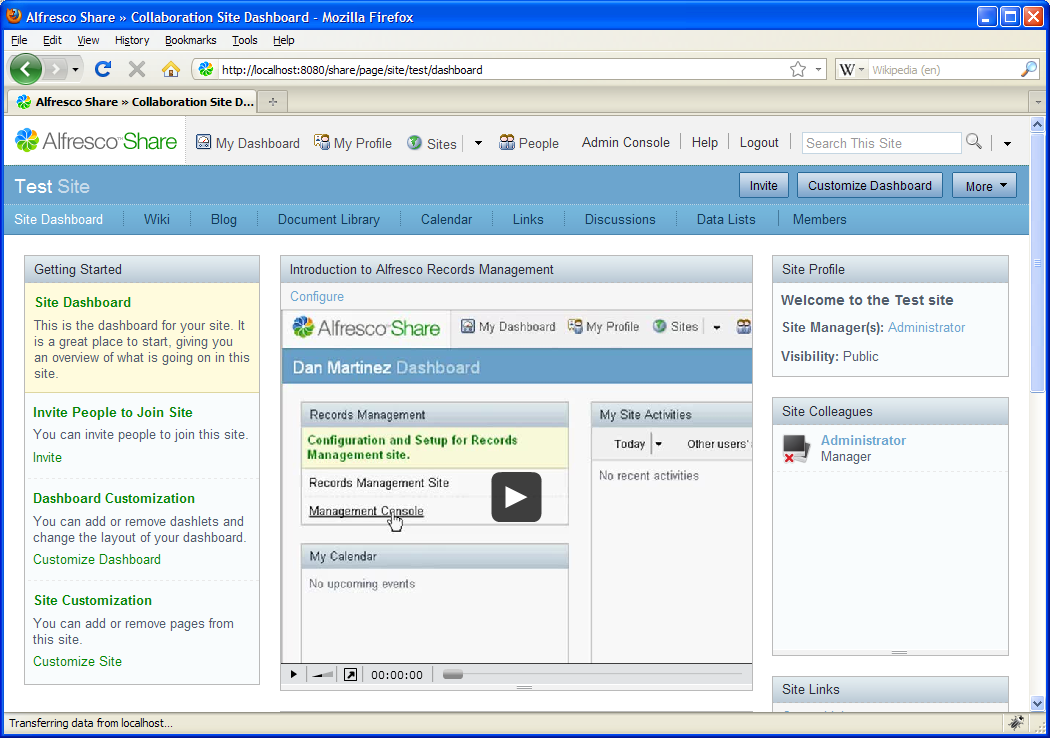 Alfresco Share » Collaboration Site Dashboard - Mozilla Firefox
File Edit View History Bookmarks Tools Help
http://localhost:8080/share/page/site/test/dashboard
W Wikipedia (en)
Alfresco Share » Collaboration Site D...
Alfresco™Share
My Dashboard My Profile Sites People Admin Console Help Logout Search This Site
Test Site
Invite Customize Dashboard More
Site Dashboard Wiki Blog Document Library Calendar Links Discussions Data Lists Members
Getting Started
Site Dashboard
This is the dashboard for your site. It
is a great place to start, giving you
an overview of what is going on in this
site.
Invite People to Join Site
You can invite people to join this site.
Invite
Dashboard Customization
You can add or remove dashlets and
change the layout of your dashboard.
Customize Dashboard
Site Customization
You can add or remove pages from
this site.
Customize Site
Introduction to Alfresco Records Management
Configure
Alfresco™Share
My Dashboard My Profile Sites
Dan Martinez Dashboard
Records Management
Configuration and Setup for Records
Management site.
Records Management Site
Management Console
My Calendar
No upcoming events
My Site Activities
Today Other users'
No recent activities
00:00:00
Site Profile
Welcome to the Test site
Site Manager(s): Administrator
Visibility: Public
Site Colleagues
Administrator
Manager
Site Links
Transferring data from localhost...